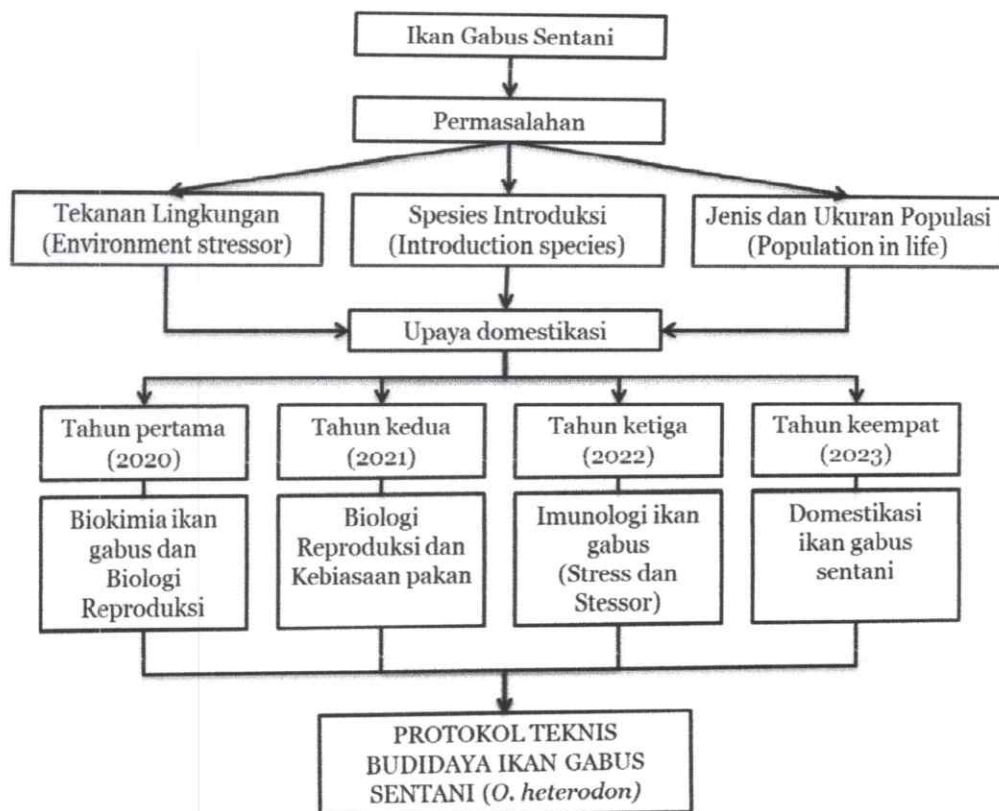 Ikan Gabus Sentani
Permasalahan
Tekanan Lingkungan
(Environment stressor)
Spesies Introduksi
(Introduction species)
Jenis dan Ukuran Populasi
(Population in life)
Upaya domestikasi
Tahun pertama
(2020)
Tahun kedua
(2021)
Tahun ketiga
(2022)
Tahun keempat
(2023)
Biokimia ikan
gabus dan
Biologi
Reproduksi
Biologi
Reproduksi dan
Kebiasaan pakan
Imunologi ikan
gabus
(Stress dan
Stessor)
Domestikasi
ikan gabus
sentani
PROTOKOL TEKNIS
BUDIDAYA IKAN GABUS
SENTANI (O. heterodon)